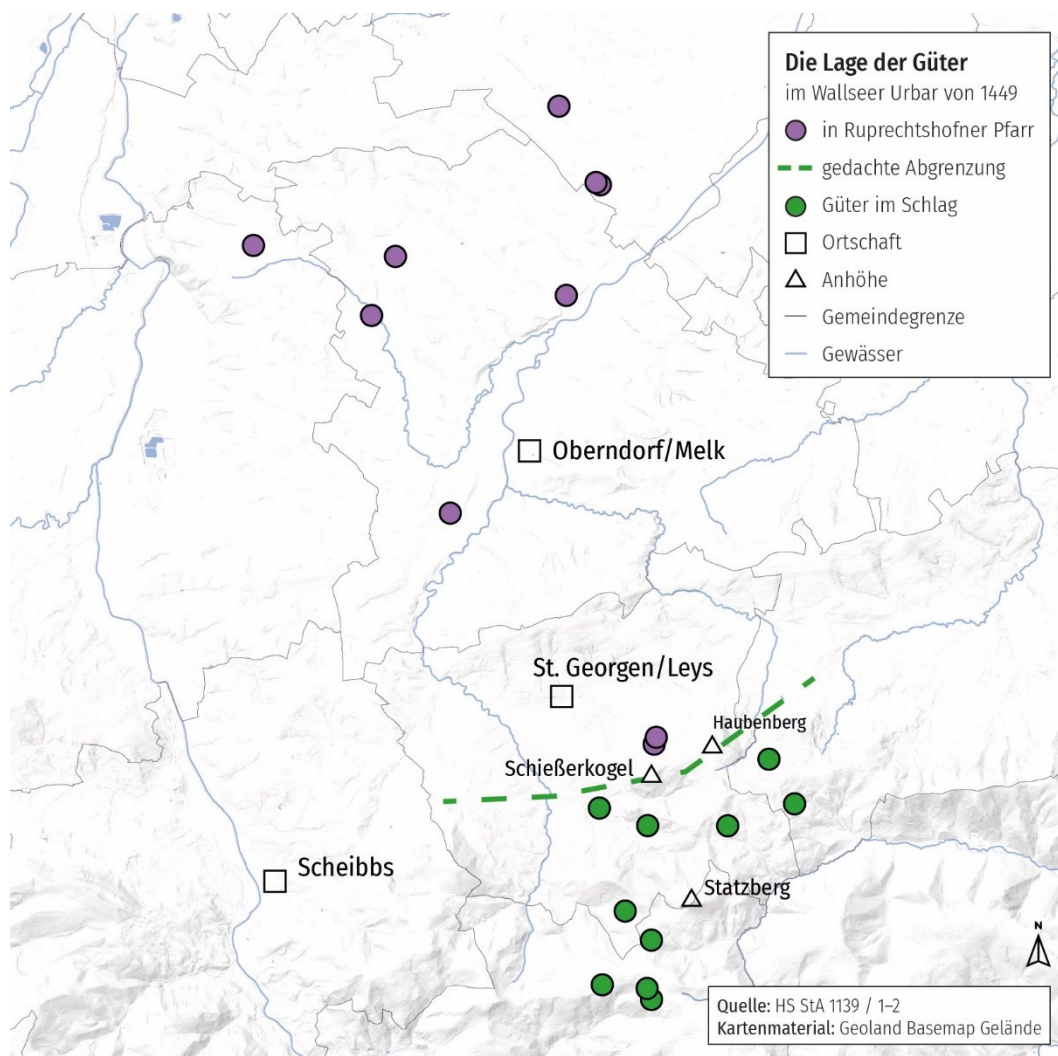 Die Lage der Güter
im Wallseer Urbar von 1449
in Ruprechtshofner Pfarr
gedachte Abgrenzung
Güter im Schlag
Ortschaft
Anhöhe
Gemeindegrenze
Gewässer
Oberndorf/Melk
St. Georgen/Leys
Haubenberg
Schießerkogel
Scheibbs
Statzberg
N
Quelle: HS StA 1139 / 1–2
Kartenmaterial: Geoland Basemap Gelände